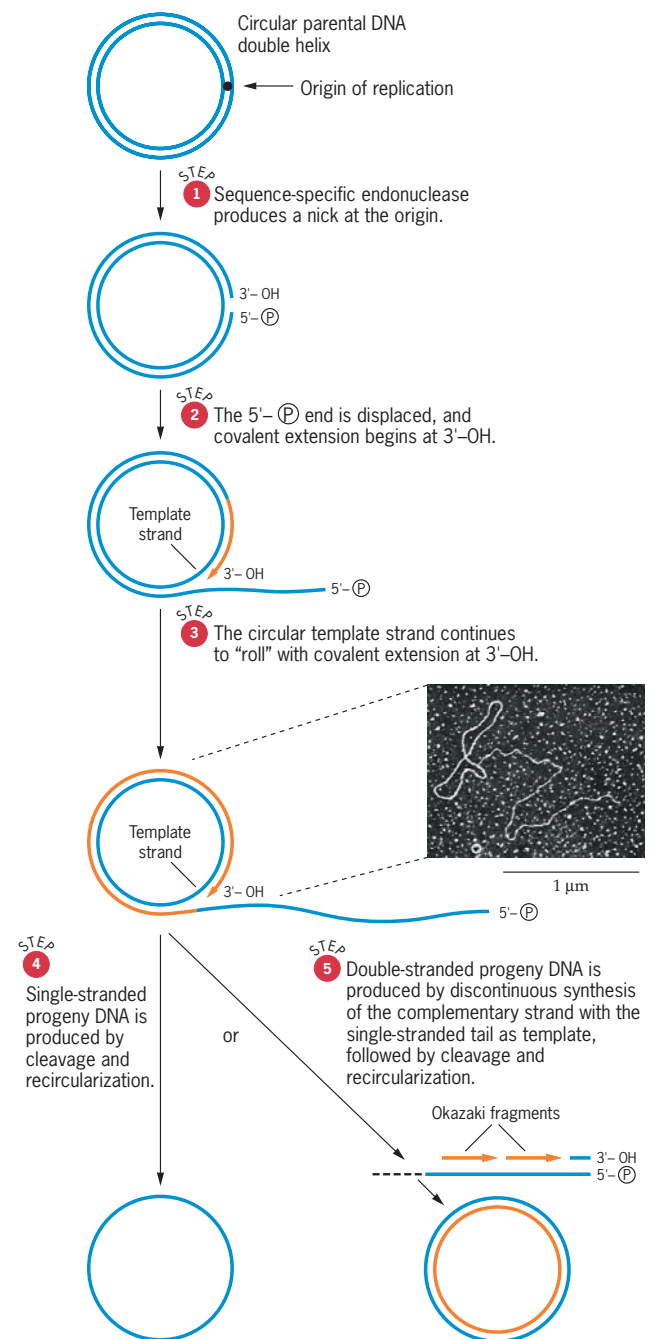 Circular parental DNA
double helix
Origin of replication
STEP
1
Sequence-specific endonuclease
produces a nick at the origin.
3'– OH
5'– Ⓟ
STEP
2
The 5'– Ⓟ end is displaced, and
covalent extension begins at 3'–OH.
Template
strand
3'– OH
5'– Ⓟ
STEP
3
The circular template strand continues
to “roll” with covalent extension at 3'–OH.
Template
strand
3'– OH
1 µm
5'– Ⓟ
STEP
4
Single-stranded
progeny DNA is
produced by
cleavage and
recircularization.
or
STEP
5
Double-stranded progeny DNA is
produced by discontinuous synthesis
of the complementary strand with the
single-stranded tail as template,
followed by cleavage and
recircularization.
Okazaki fragments
3'– OH
5'– Ⓟ